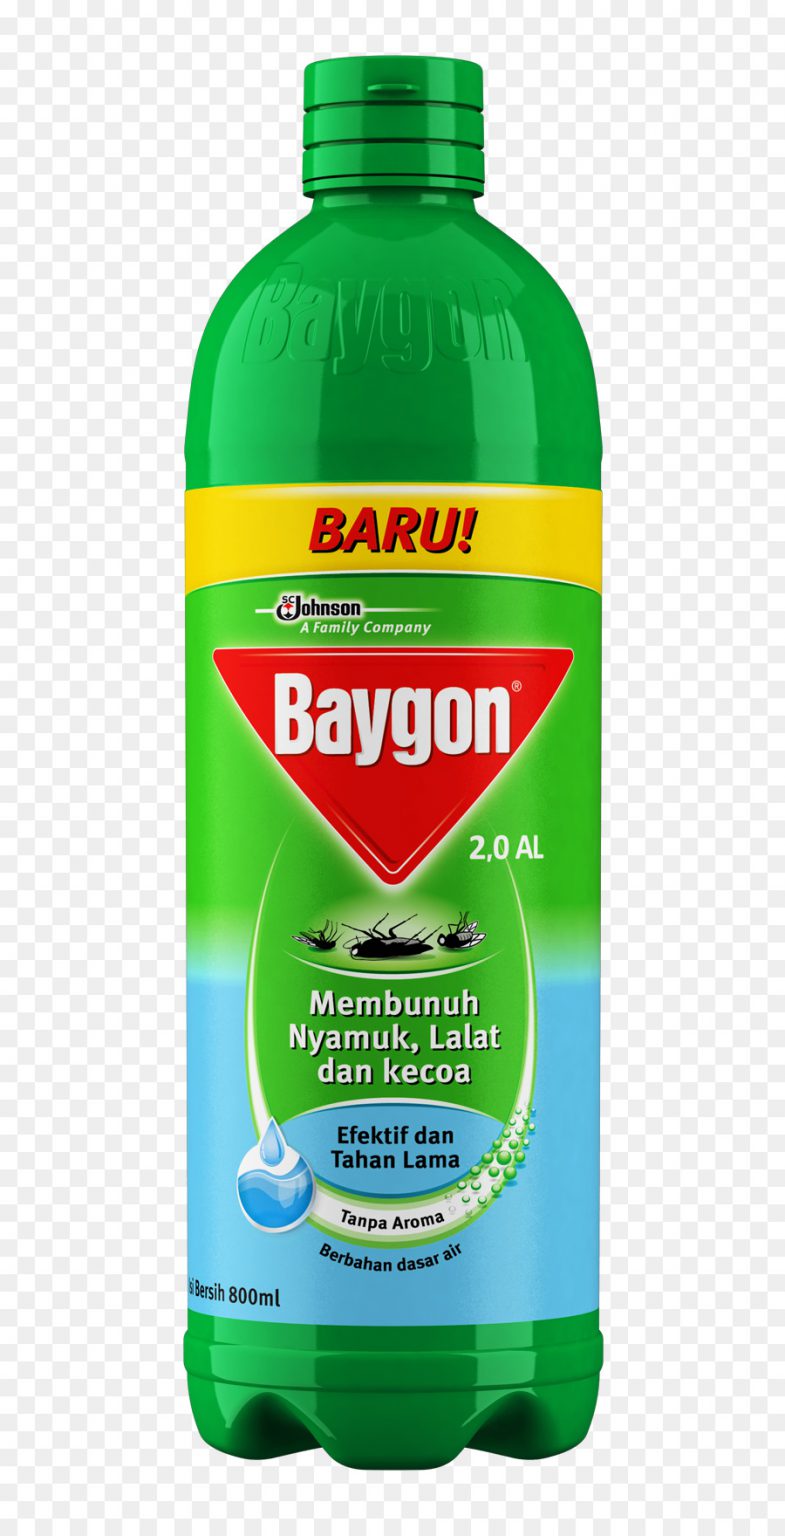 Baygon
BARU!
SC Johnson
A Family Company
Baygon®
2,0 AL
Membunuh
Nyamuk, Lalat
dan kecoa
Efektif dan
Tahan Lama
Tanpa Aroma
Berbahan dasar air
Bersih 800ml